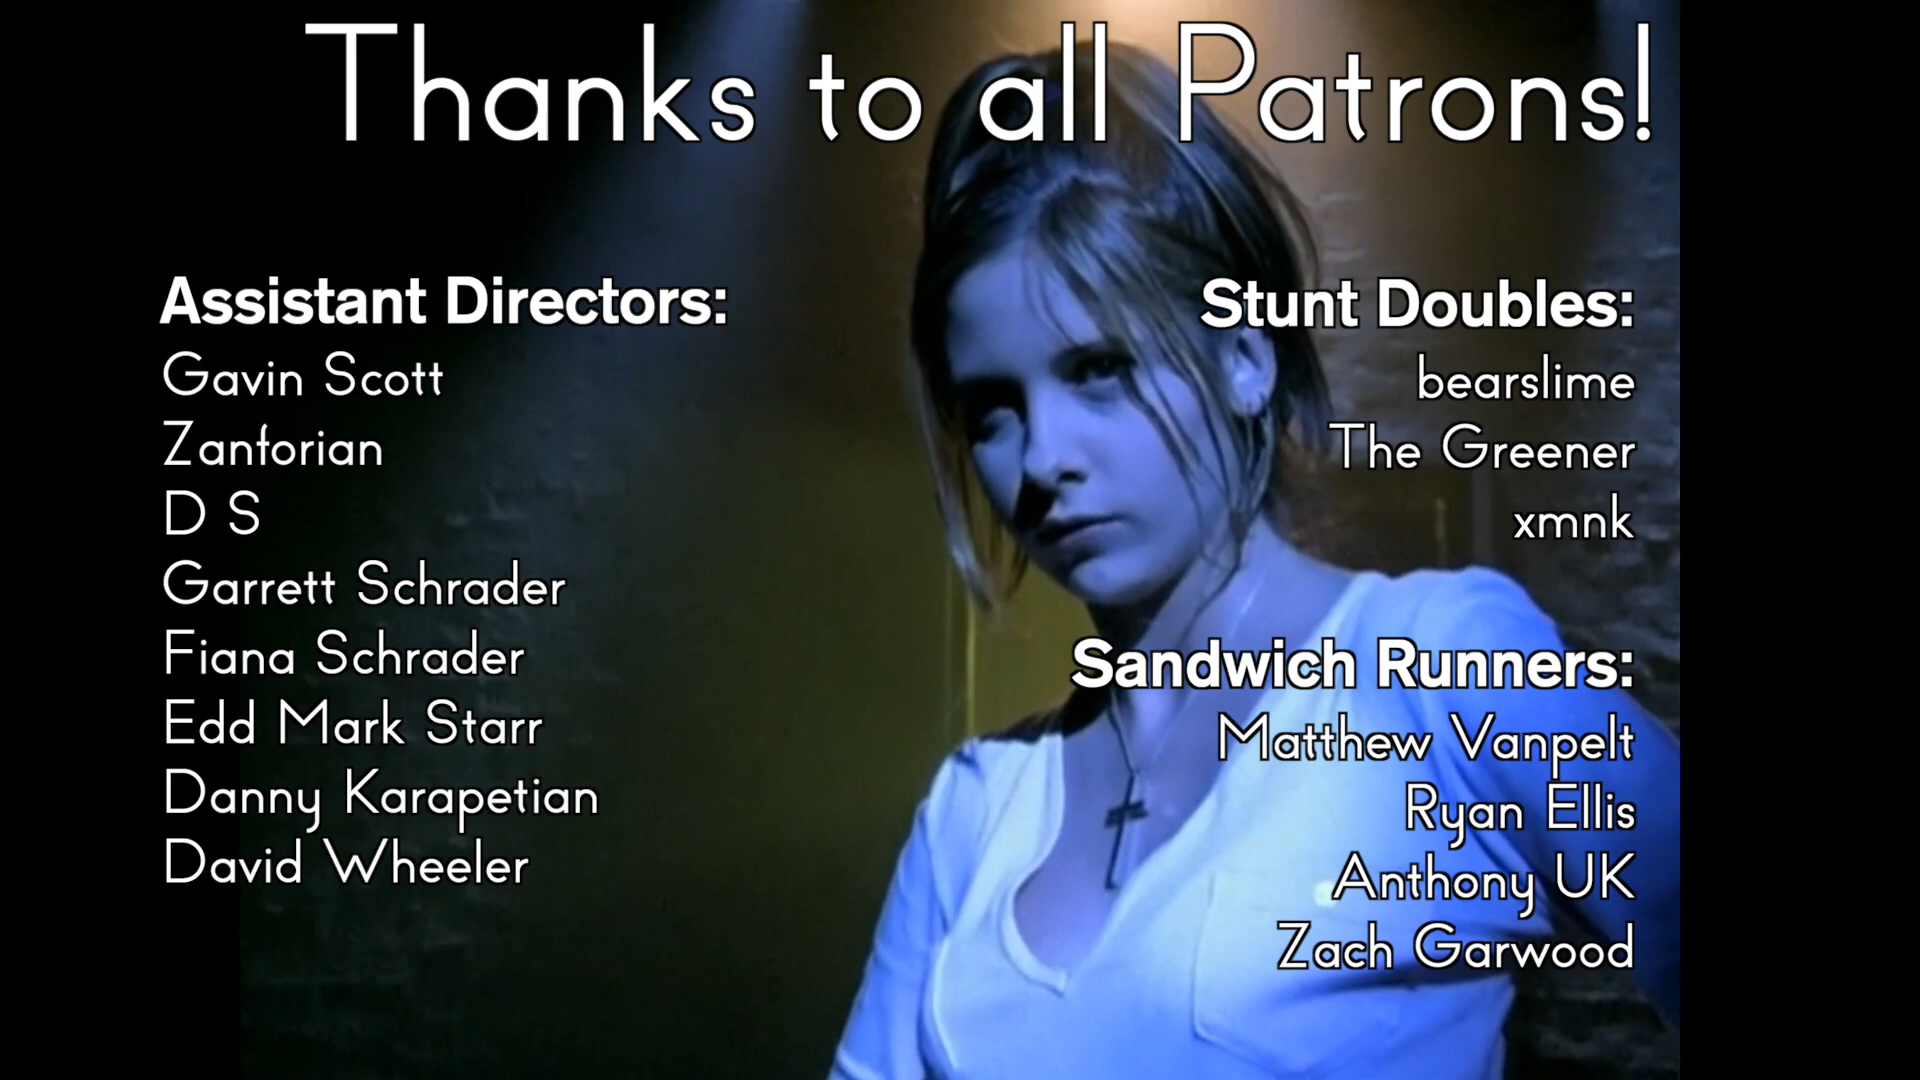 Thanks to all Patrons!
Assistant Directors:
Gavin Scott
Zanforian
D S
Garrett Schrader
Fiana Schrader
Edd Mark Starr
Danny Karapetian
David Wheeler
Stunt Doubles:
bearslime
The Greener
xmnk
Sandwich Runners:
Matthew Vanpelt
Ryan Ellis
Anthony UK
Zach Garwood